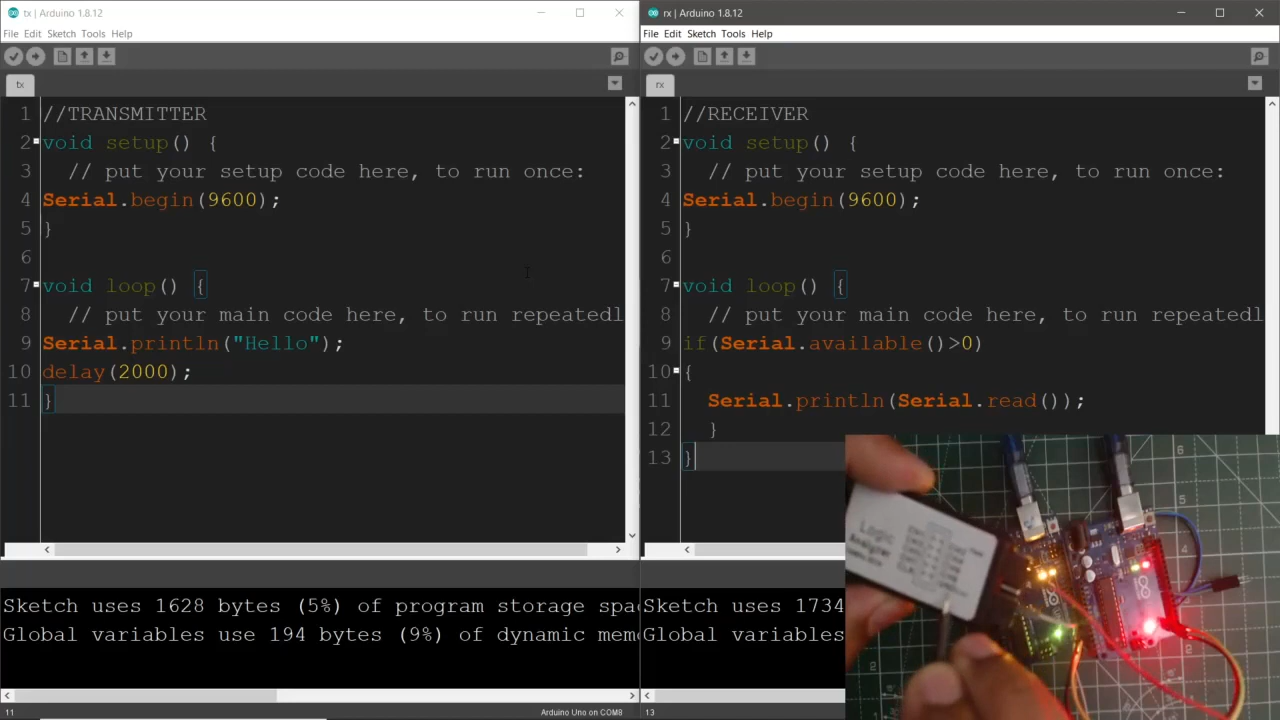 tx | Arduino 1.8.12
File Edit Sketch Tools Help
tx
1 //TRANSMITTER
2 void setup() {
3 // put your setup code here, to run once:
4 Serial.begin(9600);
5 }
6
7 void loop() {
8 // put your main code here, to run repeatedl
9 Serial.println("Hello");
10 delay(2000);
11 }
Sketch uses 1628 bytes (5%) of program storage spa
Global variables use 194 bytes (9%) of dynamic mem
11
Arduino Uno on COM8
rx | Arduino 1.8.12
File Edit Sketch Tools Help
rx
1 //RECEIVER
2 void setup() {
3 // put your setup code here, to run once:
4 Serial.begin(9600);
5 }
6
7 void loop() {
8 // put your main code here, to run repeatedl
9 if(Serial.available()>0)
10 {
11 Serial.println(Serial.read());
12 }
13 }
Sketch uses 1734
Global variables
13
Logic
Analyzer
6
5
4
2
2